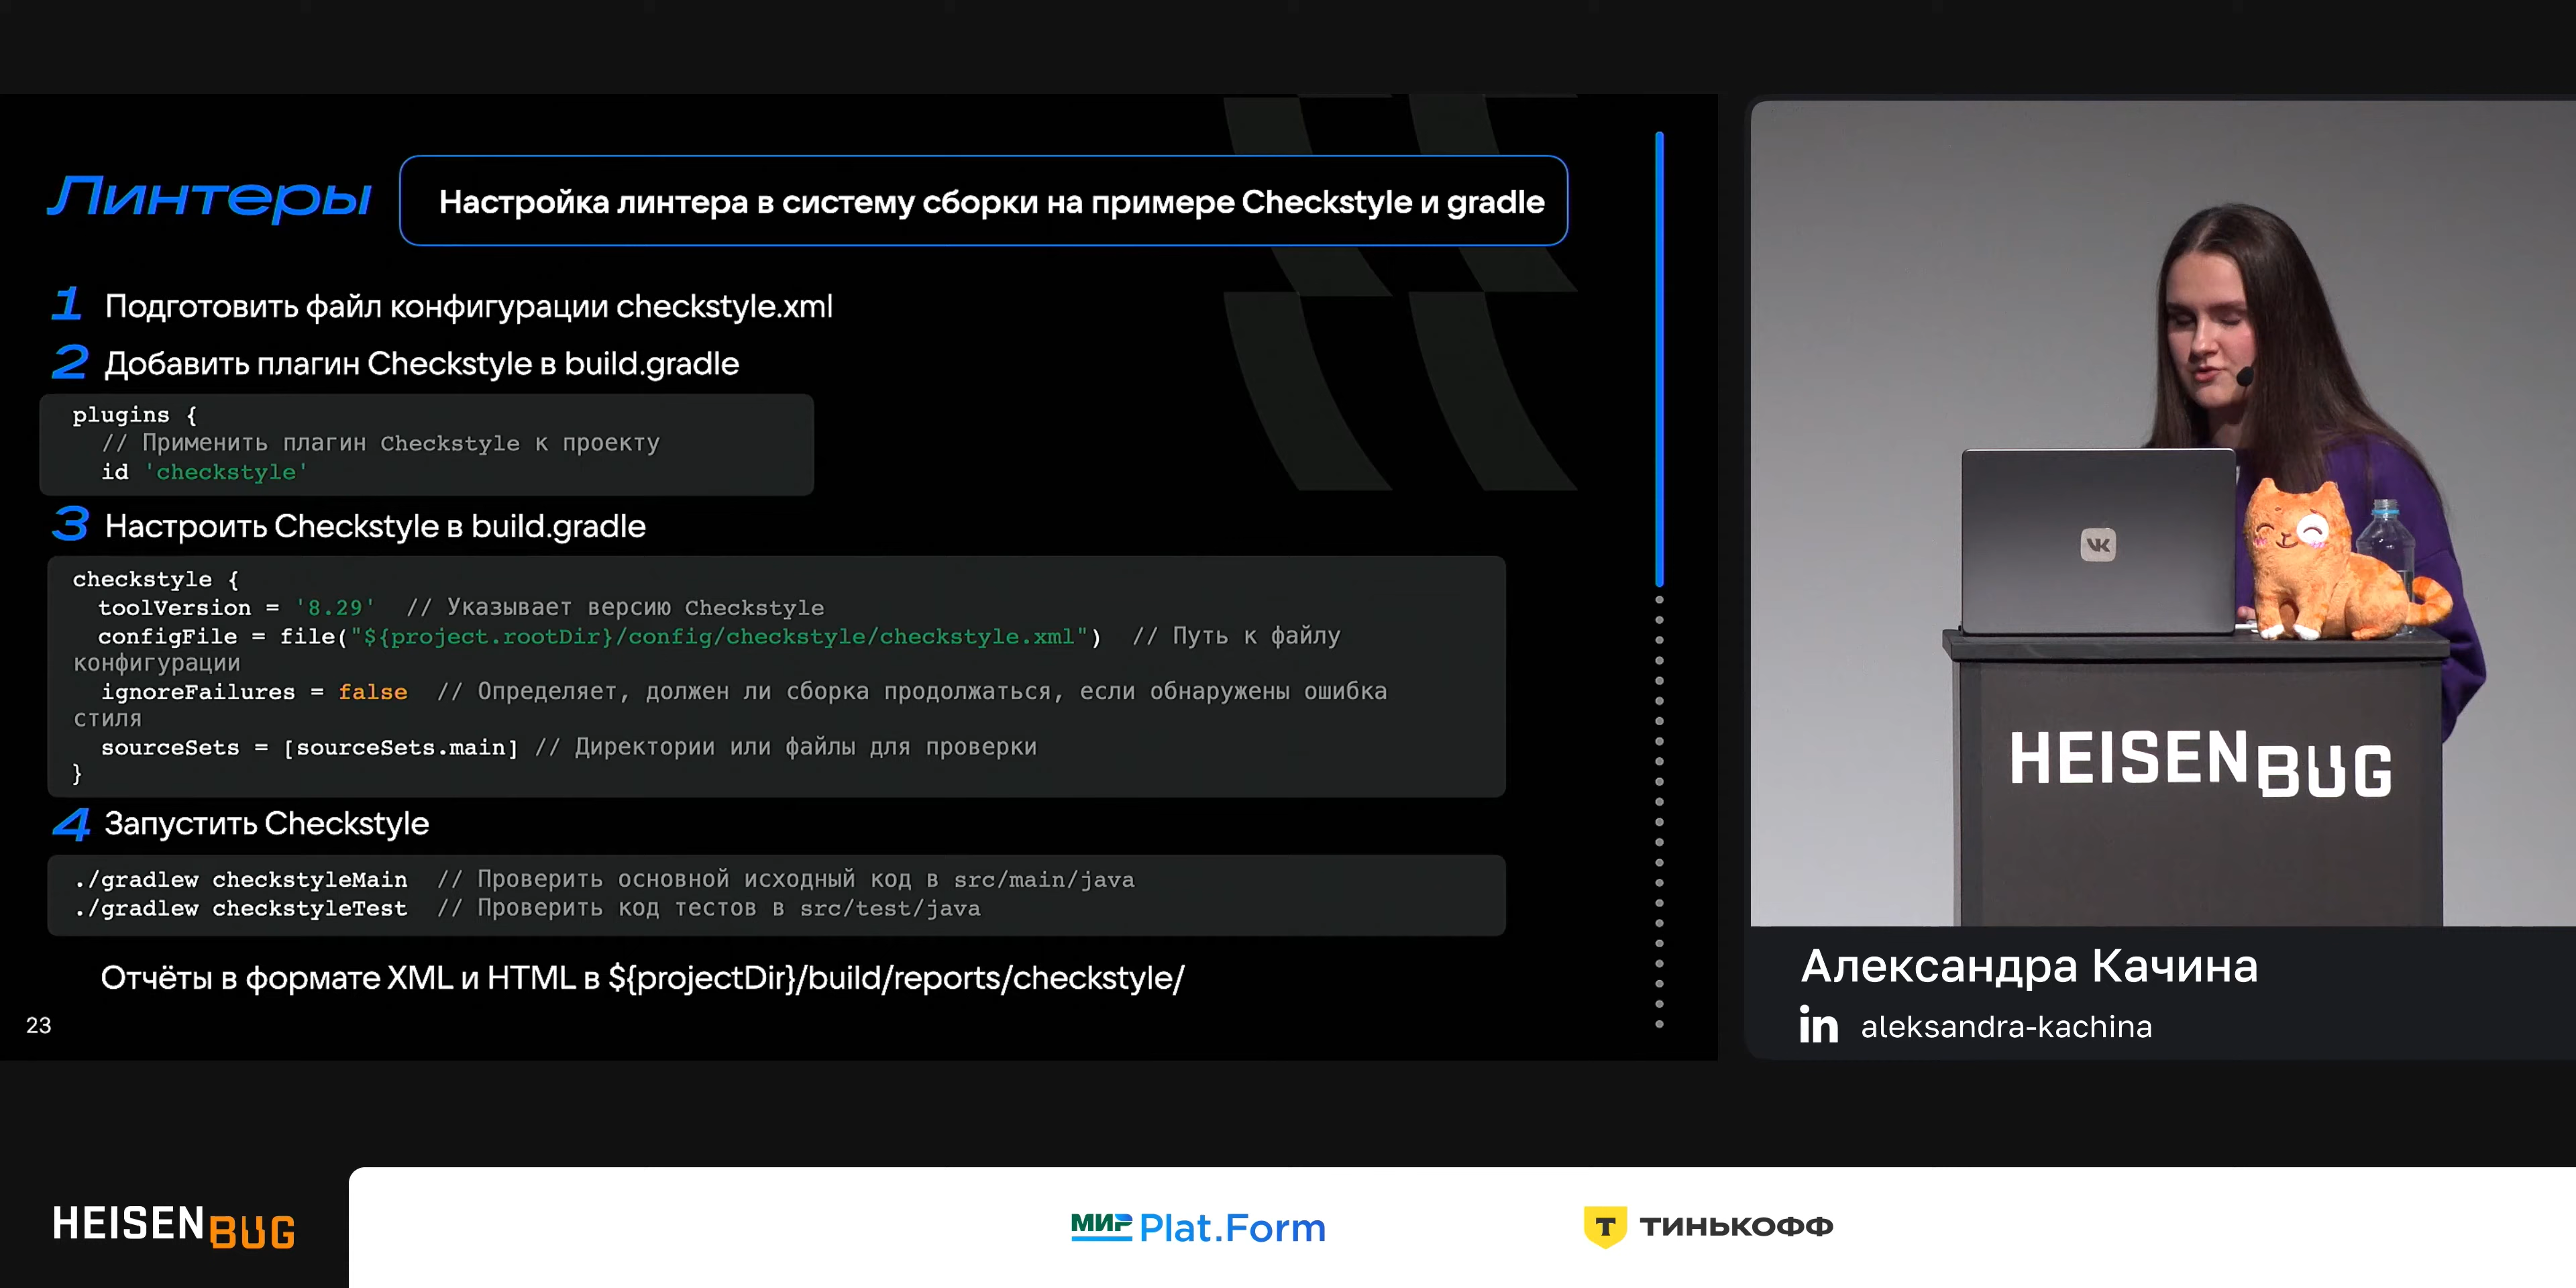 Линтеры
Настройка линтера в систему сборки на примере Checkstyle и gradle
1 Подготовить файл конфигурации checkstyle.xml
2 Добавить плагин Checkstyle в build.gradle
plugins {
// Применить плагин Checkstyle к проекту
id 'checkstyle'
3 Настроить Checkstyle в build.gradle
checkstyle {
toolVersion = '8.29' // Указывает версию Checkstyle
configFile = file("${project.rootDir}/config/checkstyle/checkstyle.xml") // Путь к файлу
конфигурации
ignoreFailures = false // Определяет, должен ли сборка продолжаться, если обнаружены ошибка
стиля
sourceSets = [sourceSets.main] // Директории или файлы для проверки
}
4 Запустить Checkstyle
./gradlew checkstyleMain // Проверить основной исходный код в src/main/java
./gradlew checkstyleTest // Проверить код тестов в src/test/java
Отчёты в формате XML и HTML в ${projectDir}/build/reports/checkstyle/
23
VK
HEISENBUG
Александра Качина
in aleksandra-kachina
HEISENBUG
МИР Plat.Form
Т ТИНЬКОФФ